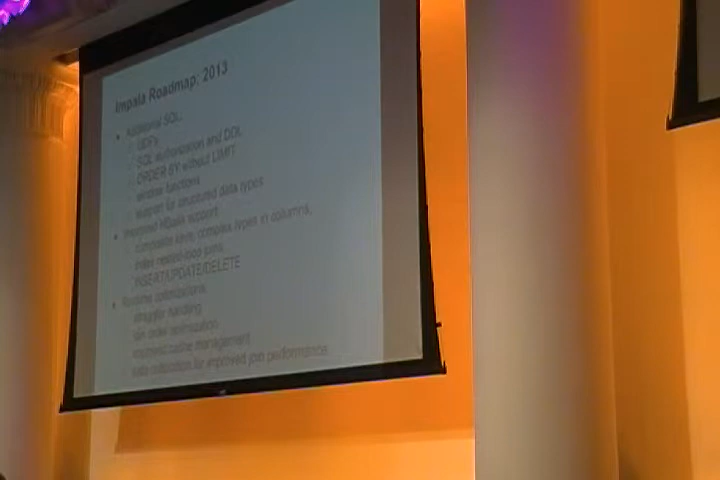 Impala Roadmap: 2013
• Additional SQL:
UDFs
SQL authorization and DDL
ORDER BY without LIMIT
window functions
support for structured data types
• Improved HBase support
composite keys, complex types in columns,
index nested-loop joins,
INSERT/UPDATE/DELETE
• Runtime optimizations
straggler handling
join order optimization
improved cache management
data collocation for improved join performance